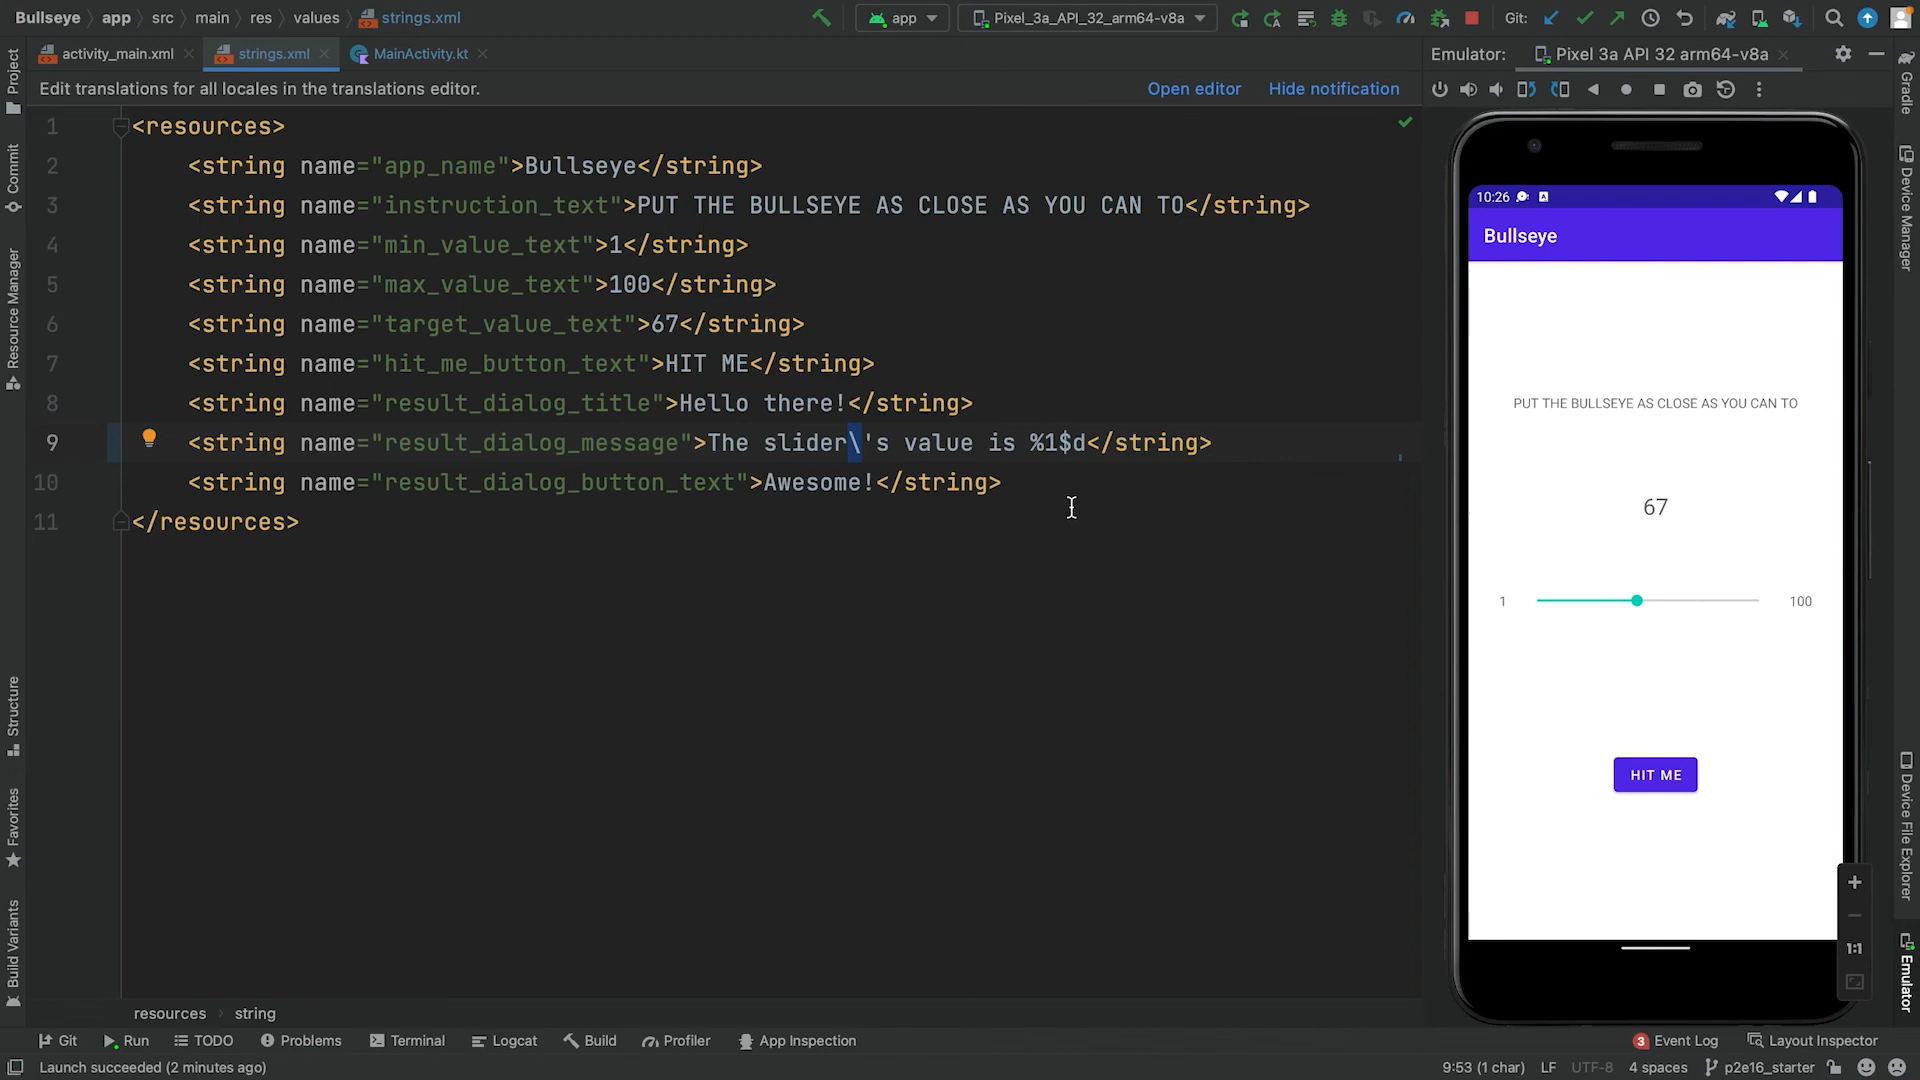 Bullseye app src main res values strings.xml
app Pixel_3a_API_32_arm64-v8a Git:
activity_main.xml strings.xml MainActivity.kt
Emulator: Pixel 3a API 32 arm64-v8a
Edit translations for all locales in the translations editor. Open editor Hide notification
1 <resources>
2 <string name="app_name">Bullseye</string>
3 <string name="instruction_text">PUT THE BULLSEYE AS CLOSE AS YOU CAN TO</string>
4 <string name="min_value_text">1</string>
5 <string name="max_value_text">100</string>
6 <string name="target_value_text">67</string>
7 <string name="hit_me_button_text">HIT ME</string>
8 <string name="result_dialog_title">Hello there!</string>
9 <string name="result_dialog_message">The slider\'s value is %1$d</string>
10 <string name="result_dialog_button_text">Awesome!</string>
11 </resources>
Project
Commit
Resource Manager
Structure
Favorites
Build Variants
10:26
Bullseye
PUT THE BULLSEYE AS CLOSE AS YOU CAN TO
67
1 100
HIT ME
1:1
Gradle
Device Manager
Device File Explorer
Emulator
resources string
Git Run TODO Problems Terminal Logcat Build Profiler App Inspection 3 Event Log Layout Inspector
Launch succeeded (2 minutes ago) 9:53 (1 char) LF UTF-8 4 spaces p2e16_starter